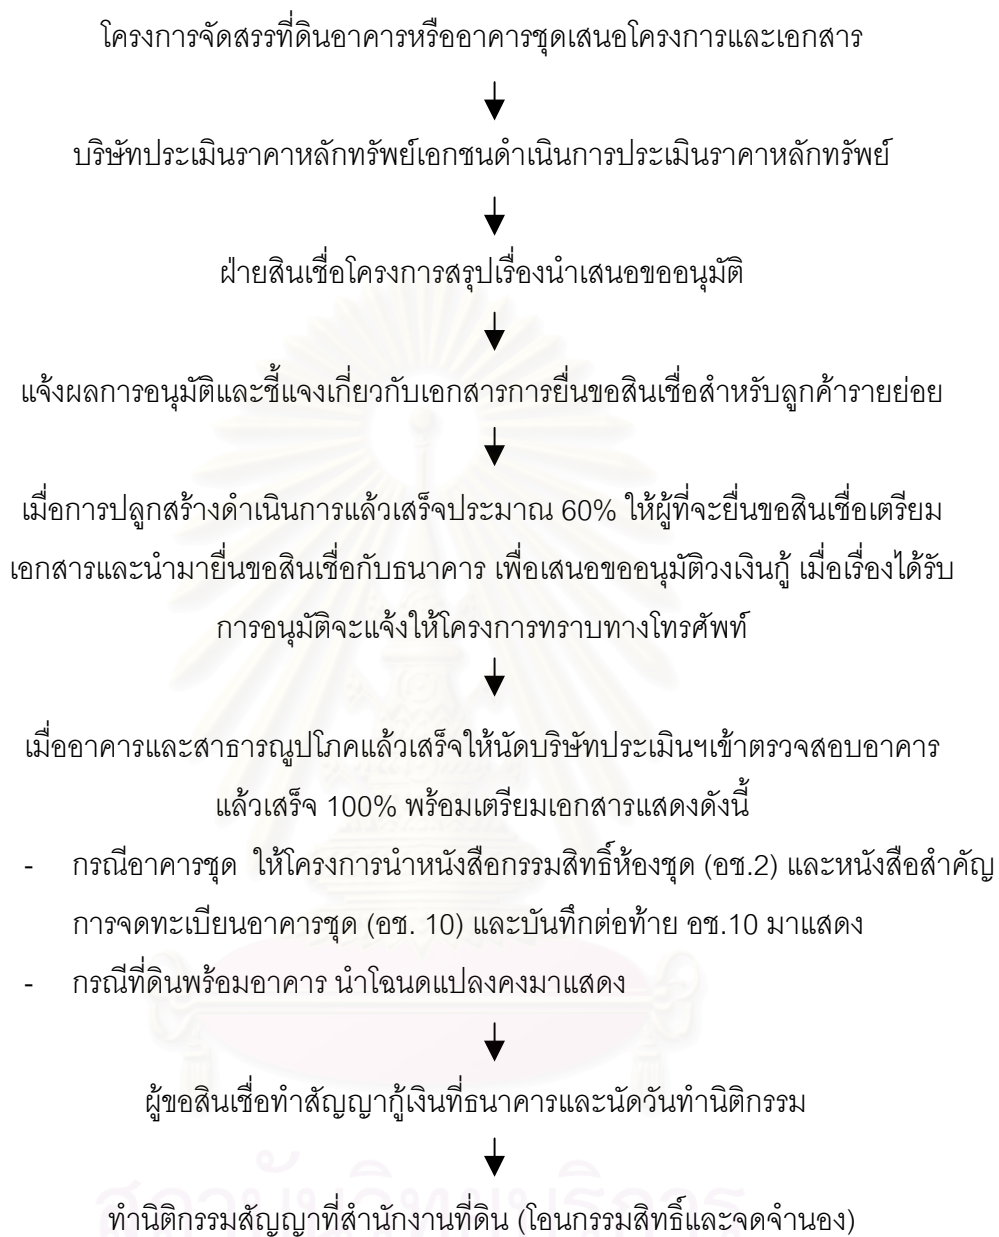 โครงการจัดสรรที่ดินอาคารหรืออาคารชุดเสนอโครงการและเอกสาร
บริษัทประเมินราคาหลักทรัพย์เอกชนดำเนินการประเมินราคาหลักทรัพย์
ฝ่ายสินเชื่อโครงการสรุปเรื่องนำเสนอขออนุมัติ
แจ้งผลการอนุมัติและชี้แจงเกี่ยวกับเอกสารการยื่นขอสินเชื่อสำหรับลูกค้ารายย่อย
เมื่อการปลูกสร้างดำเนินการแล้วเสร็จประมาณ 60% ให้ผู้ที่จะยื่นขอสินเชื่อเตรียม
เอกสารและนำมายื่นขอสินเชื่อกับธนาคาร เพื่อเสนอขออนุมัติวงเงินกู้ เมื่อเรื่องได้รับ
การอนุมัติจะแจ้งให้โครงการทราบทางโทรศัพท์
เมื่ออาคารและสาธารณูปโภคแล้วเสร็จให้นัดบริษัทประเมินฯเข้าตรวจสอบอาคาร
แล้วเสร็จ 100% พร้อมเตรียมเอกสารแสดงดังนี้
- กรณีอาคารชุด ให้โครงการนำหนังสือกรรมสิทธิ์ห้องชุด (อช.2) และหนังสือสำคัญ
การจดทะเบียนอาคารชุด (อช. 10) และบันทึกต่อท้าย อช.10 มาแสดง
- กรณีที่ดินพร้อมอาคาร นำโฉนดแปลงคงมาแสดง
ผู้ขอสินเชื่อทำสัญญากู้เงินที่ธนาคารและนัดวันทำนิติกรรม
สถาบันวิทยบริการ
ทำนิติกรรมสัญญาที่สำนักงานที่ดิน (โอนกรรมสิทธิ์และจดจำนอง)